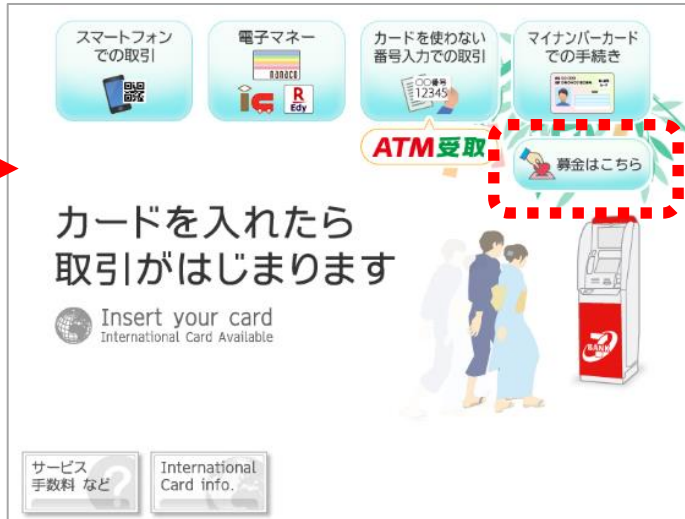 スマートフォン
での取引
電子マネー
nanaco
R
Edy
カードを使わない
番号入力での取引
○○番号
12345
マイナンバーカード
での手続き
ATM受取
募金はこちら
カードを入れたら
取引がはじまります
Insert your card
International Card Available
BANK
サービス
手数料 など
International
Card info.